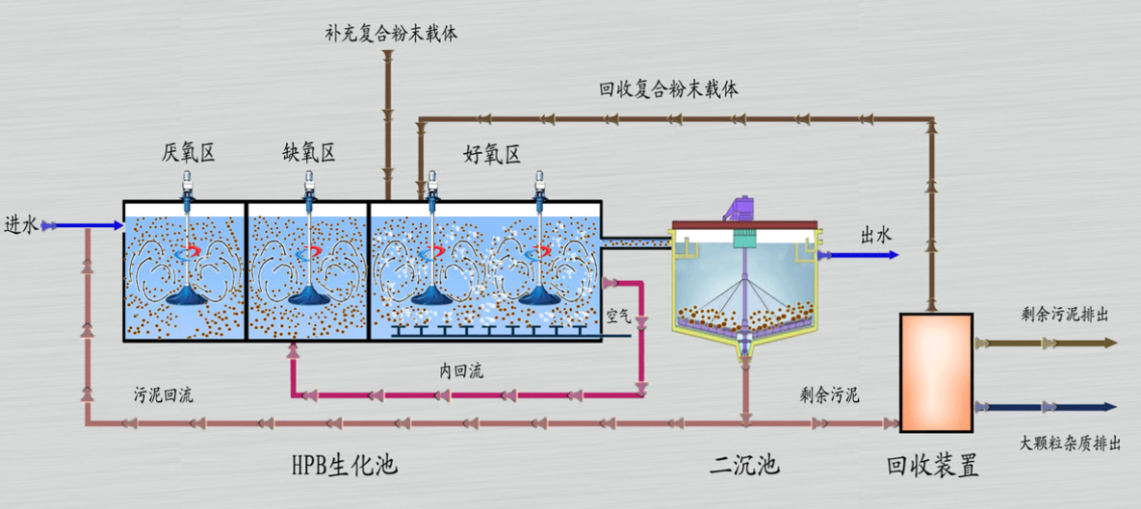 补充复合粉末载体
回收复合粉末载体
厌氧区
缺氧区
好氧区
进水
出水
空气
剩余污泥排出
内回流
污泥回流
剩余污泥
大颗粒杂质排出
HPB生化池
二沉池
回收装置